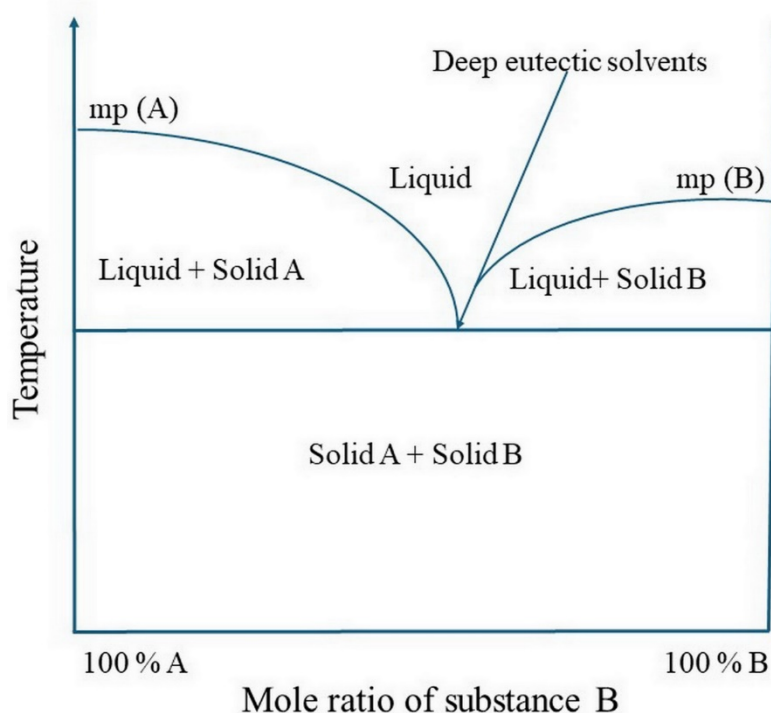 Deep eutectic solvents
mp (A)
Liquid
mp (B)
Liquid + Solid A
Liquid+ Solid B
Temperature
Solid A + Solid B
100 % A
100 % B
Mole ratio of substance B